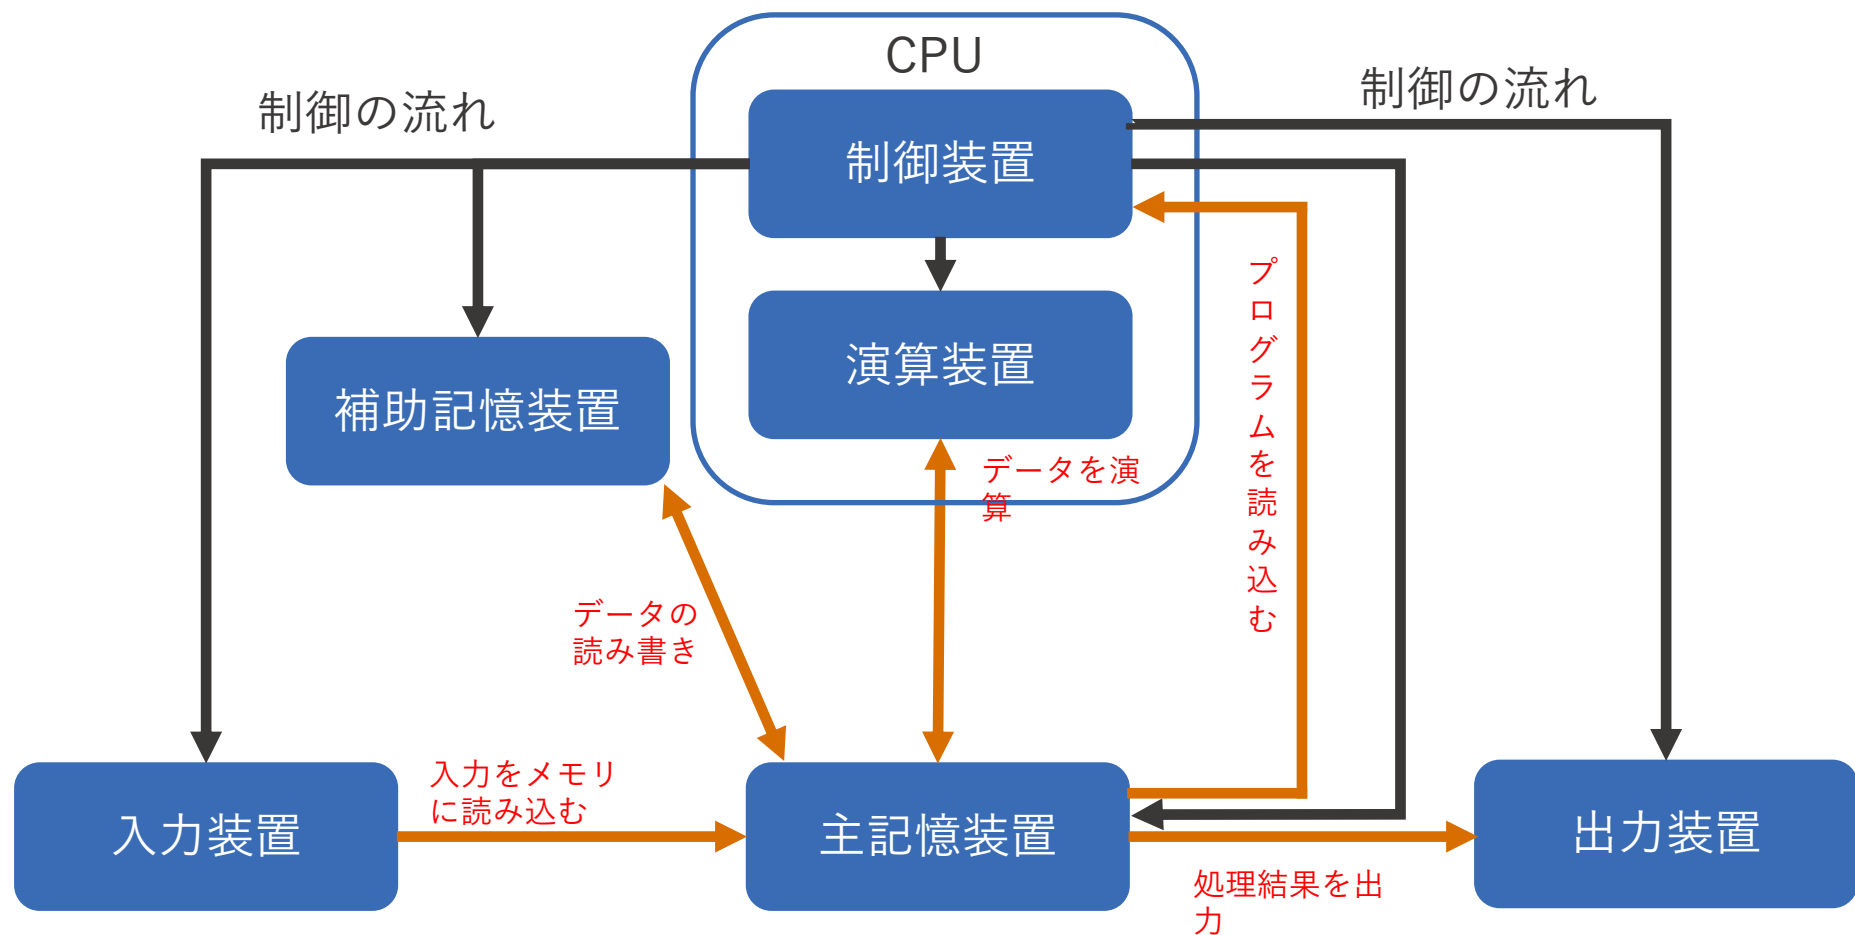 CPU
制御の流れ
制御の流れ
制御装置
演算装置
補助記憶装置
データを演
算
プログラムを読み込む
データの
読み書き
入力をメモリ
に読み込む
入力装置
主記憶装置
出力装置
処理結果を出
力